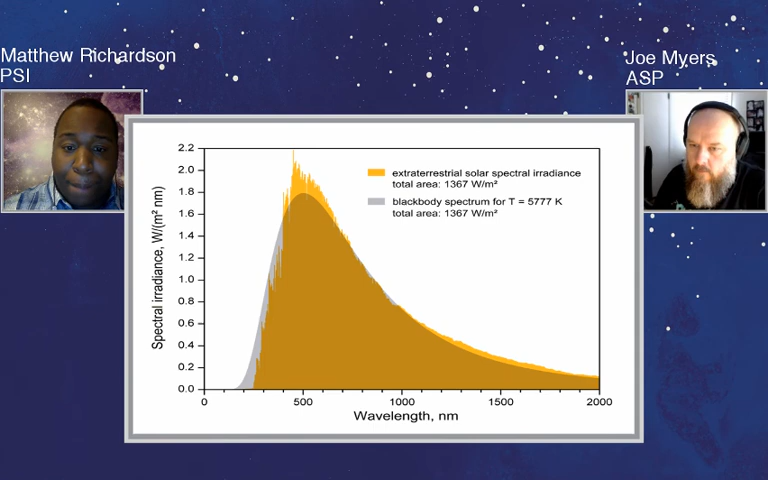 Matthew Richardson
PSI
Joe Myers
ASP
2.2
2.0
1.8
1.6
1.4
1.2
1.0
0.8
0.6
0.4
0.2
0.0
Spectral irradiance, W/(m² nm)
extraterrestrial solar spectral irradiance
total area: 1367 W/m²
blackbody spectrum for T = 5777 K
total area: 1367 W/m²
0 500 1000 1500 2000
Wavelength, nm